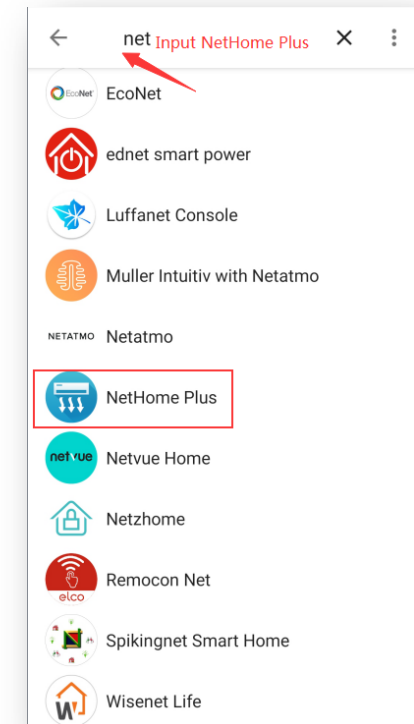 net Input NetHome Plus
EcoNet EcoNet
ednet smart power
Luffanet Console
Muller Intuitiv with Netatmo
NETATMO Netatmo
NetHome Plus
netvue Netvue Home
Netzhome
Remocon Net
elco
Spikingnet Smart Home
Wisenet Life